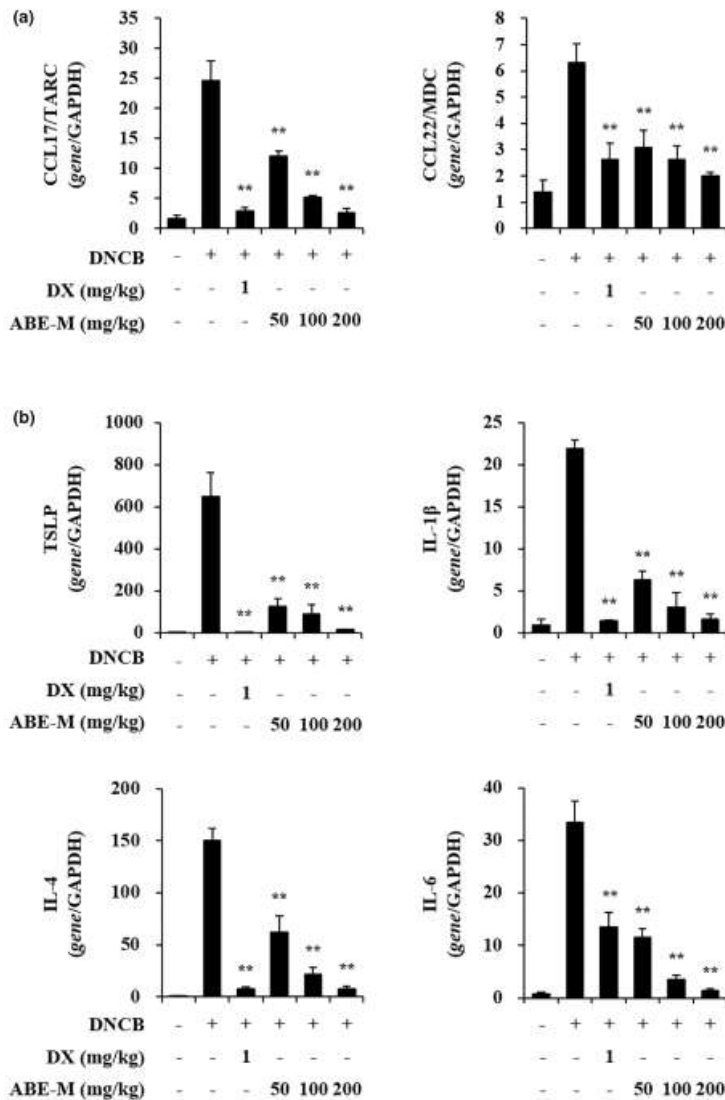 (a)
CCL17/TARC
(gene/GAPDH)
35
30
25
20
15
10
5
0
**
**
**
**
DNCB - + + + + +
DX (mg/kg) - - 1 - - -
ABE-M (mg/kg) - - - 50 100 200
CCL22/MDC
(gene/GAPDH)
8
7
6
5
4
3
2
1
0
**
**
**
**
- + + + + +
- - 1 - - -
- - - 50 100 200
(b)
TSLP
(gene/GAPDH)
1000
800
600
400
200
0
**
**
**
**
DNCB - + + + + +
DX (mg/kg) - - 1 - - -
ABE-M (mg/kg) - - - 50 100 200
IL-1β
(gene/GAPDH)
25
20
15
10
5
0
**
**
**
**
- + + + + +
- - 1 - - -
- - - 50 100 200
IL-4
(gene/GAPDH)
200
150
100
50
0
**
**
**
**
DNCB - + + + + +
DX (mg/kg) - - 1 - - -
ABE-M (mg/kg) - - - 50 100 200
IL-6
(gene/GAPDH)
40
30
20
10
0
**
**
**
**
- + + + + +
- - 1 - - -
- - - 50 100 200